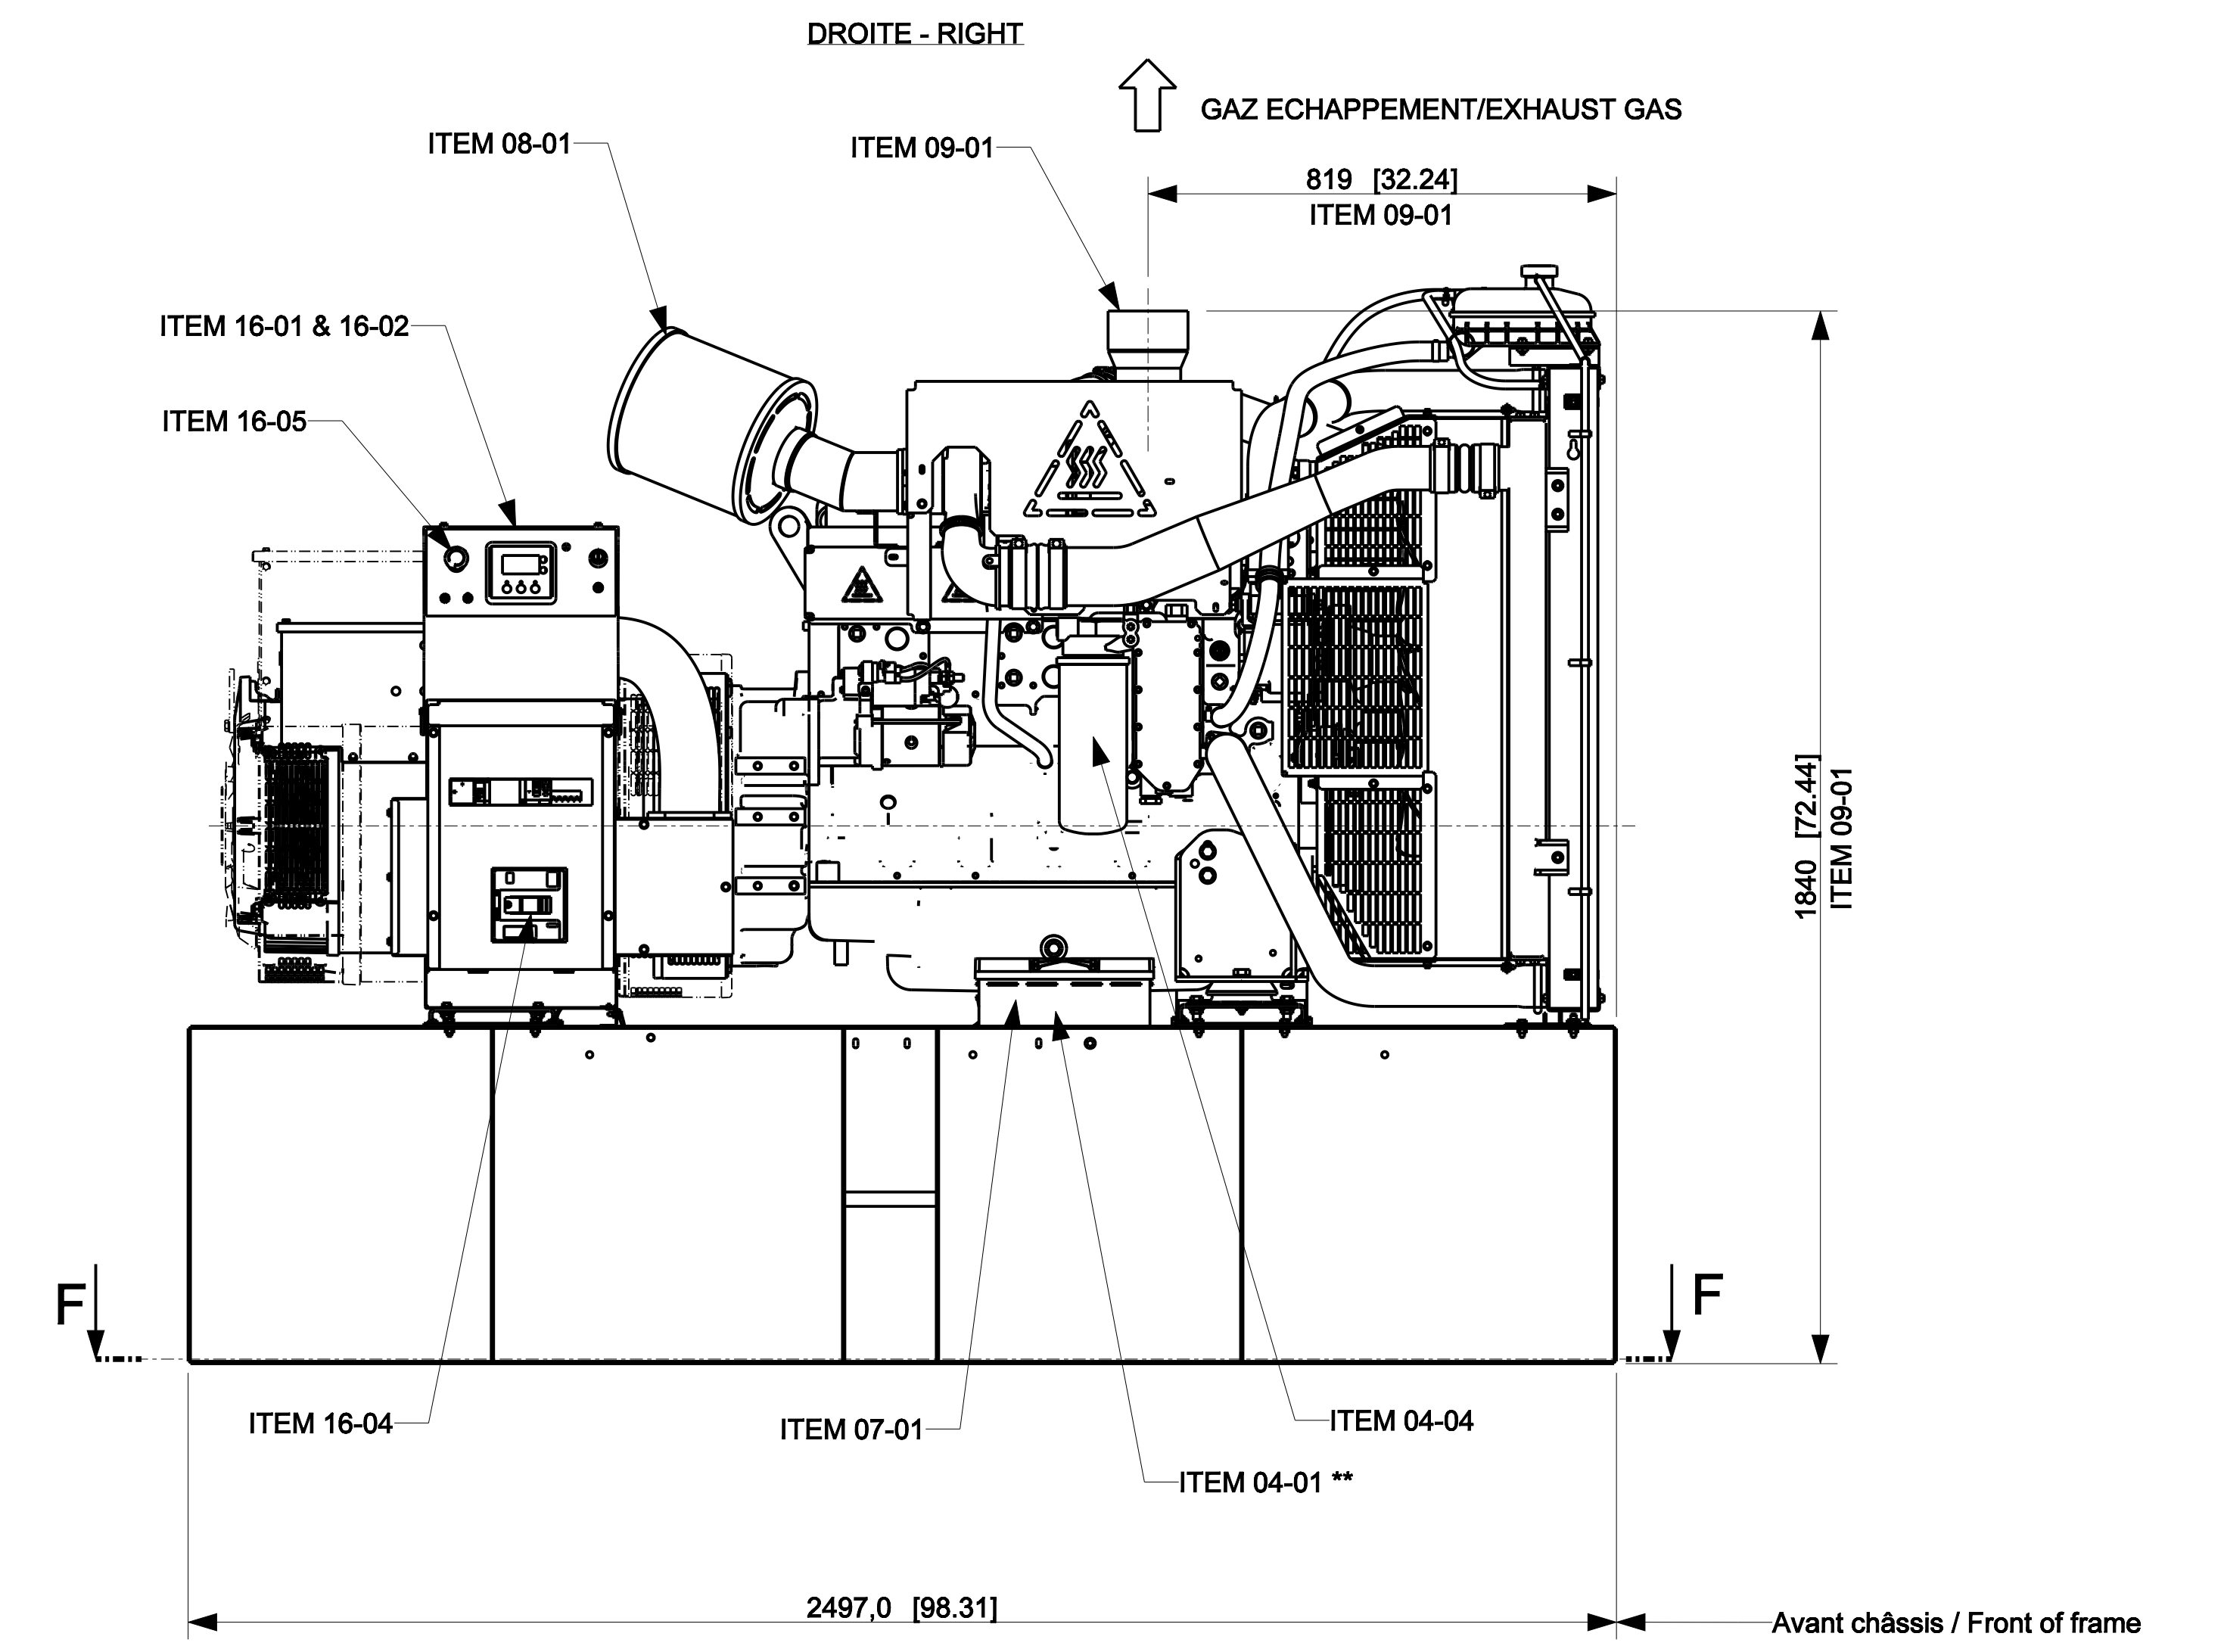 DROITE - RIGHT
GAZ ECHAPPEMENT/EXHAUST GAS
ITEM 08-01
ITEM 09-01
819 [32.24]
ITEM 09-01
ITEM 16-01 & 16-02
ITEM 16-05
1840 [72.44]
ITEM 09-01
F
F
ITEM 16-04
ITEM 07-01
ITEM 04-04
ITEM 04-01 **
2497,0 [98.31]
Avant châssis / Front of frame